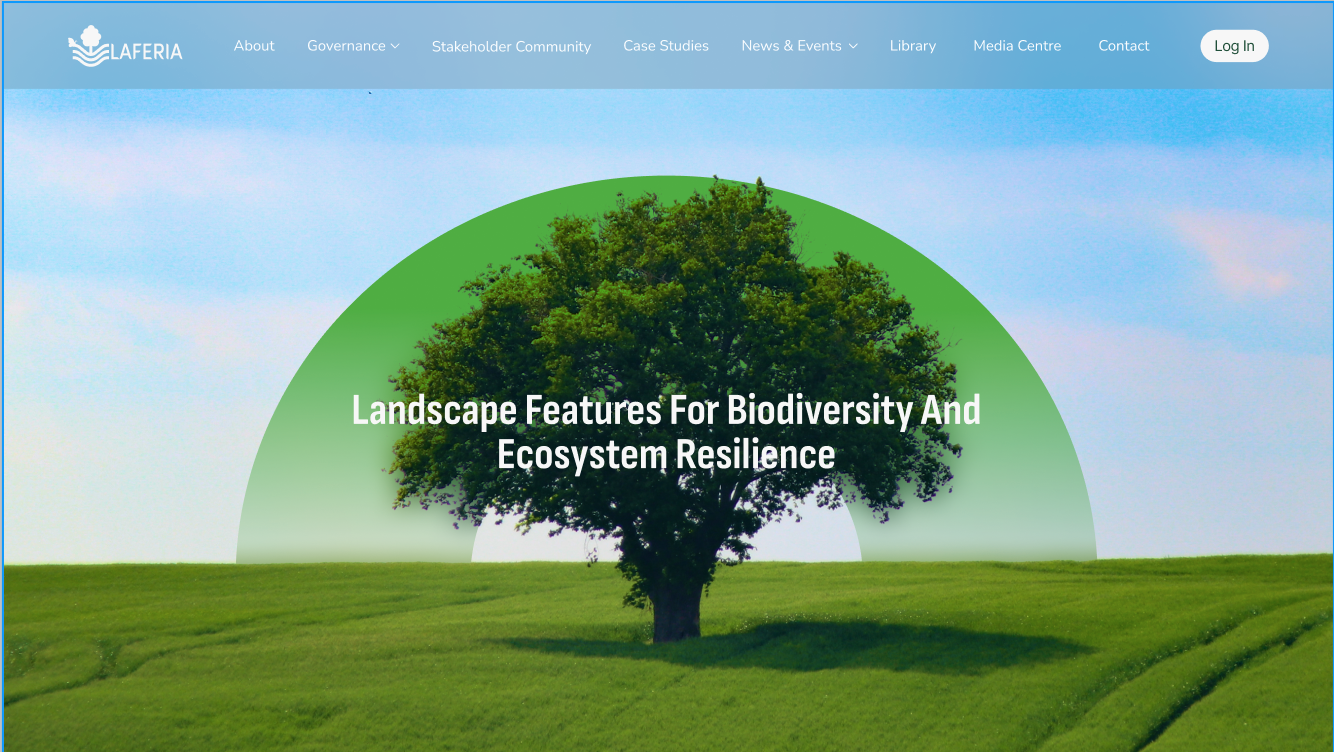 LAFERIA
About
Governance
Stakeholder Community
Case Studies
News & Events
Library
Media Centre
Contact
Log In
Landscape Features For Biodiversity And
Ecosystem Resilience